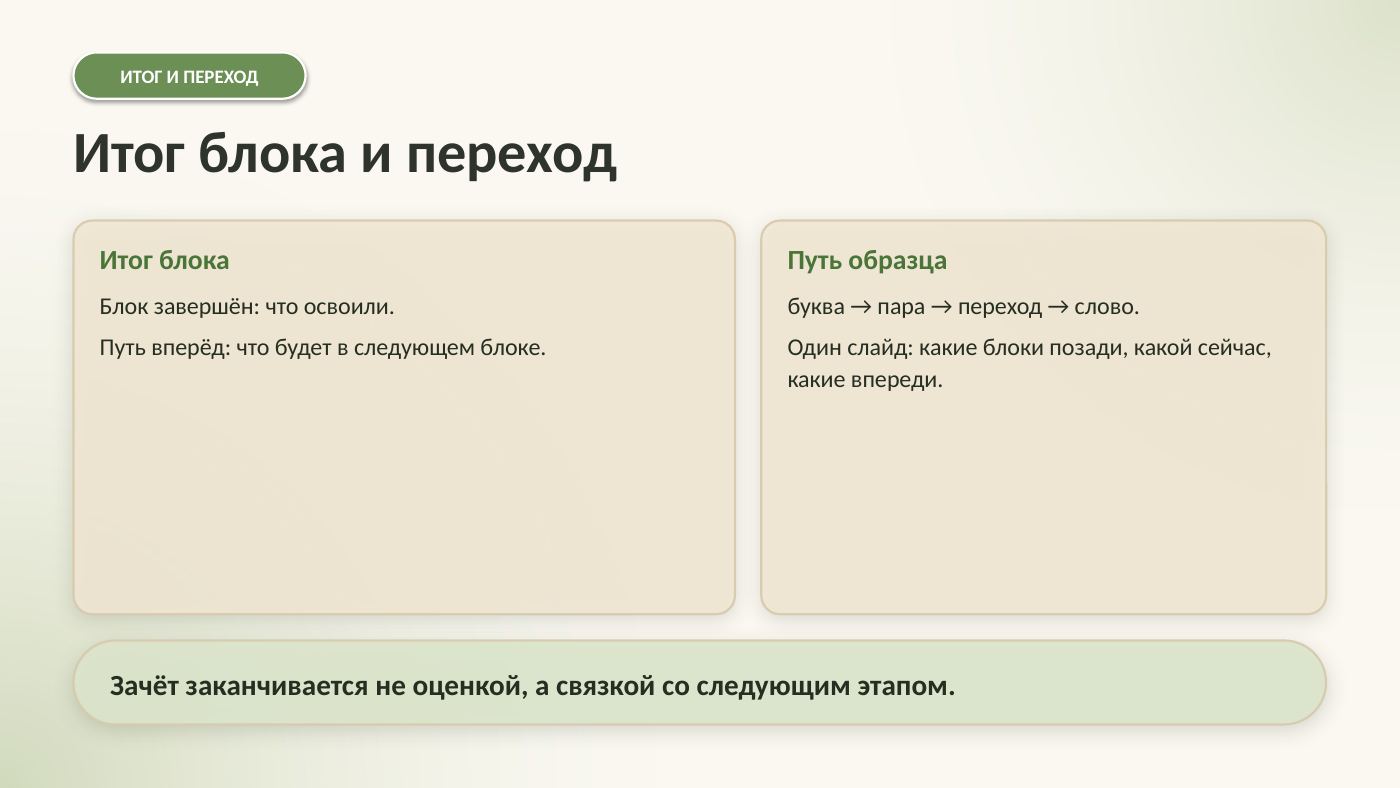 ИТОГ И ПЕРЕХОД
Итог блока и переход
Итог блока
Блок завершён: что освоили.
Путь вперёд: что будет в следующем блоке.
Путь образца
буква → пара → переход → слово.
Один слайд: какие блоки позади, какой сейчас,
какие впереди.
Зачёт заканчивается не оценкой, а связкой со следующим этапом.